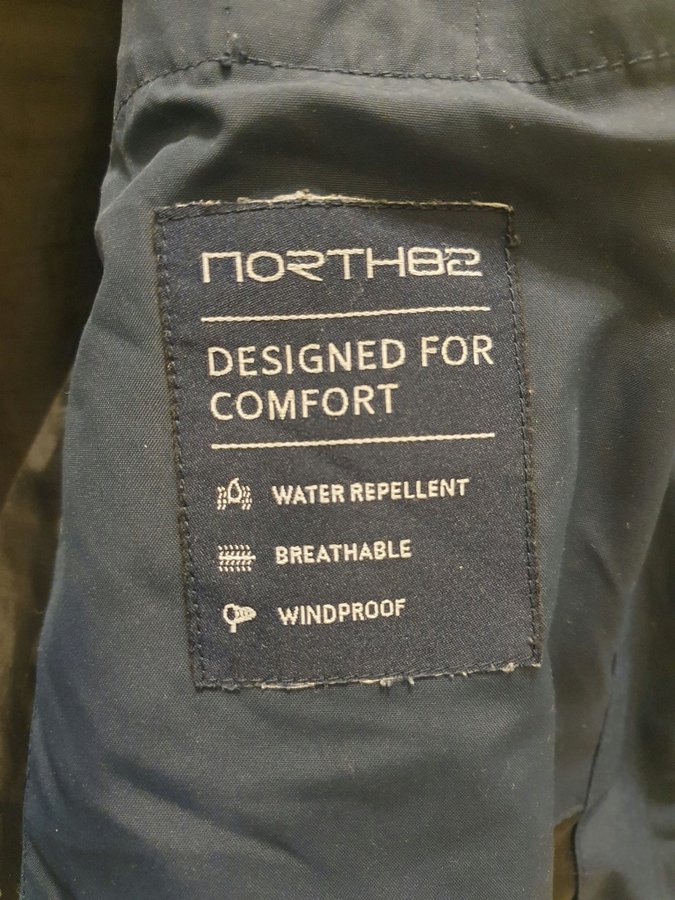 NORTH82
DESIGNED FOR
COMFORT
WATER REPELLENT
BREATHABLE
WINDPROOF